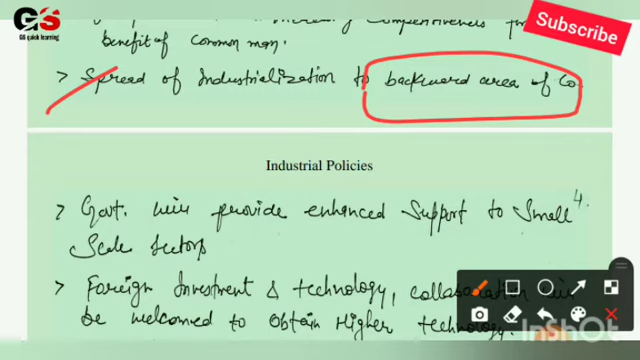 GS
GS quick learning
Subscribe
Competitiveness for
benefit of Common man.
> Spread of Industrialization to backward area of Co
Industrial Policies
> Govt. will provide enhanced Support to Small 4.
Scale Sectors
> Foreign Investment & technology, collaboration will
be welcomed to obtain Higher technology.
InShOt